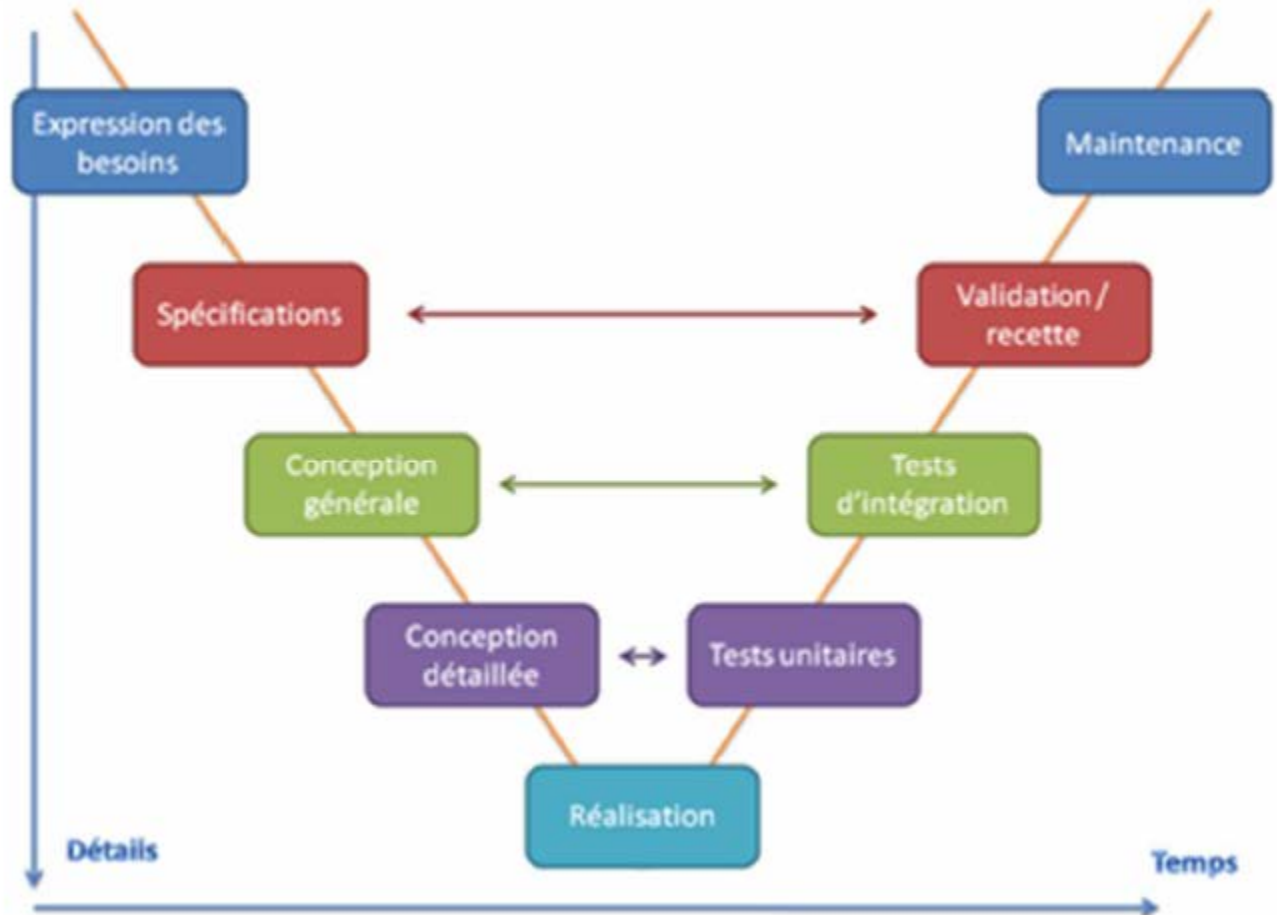 Expression des
besoins
Maintenance
Spécifications
Validation /
recette
Conception
générale
Tests
d'intégration
Conception
détaillée
Tests unitaires
Réalisation
Détails
Temps